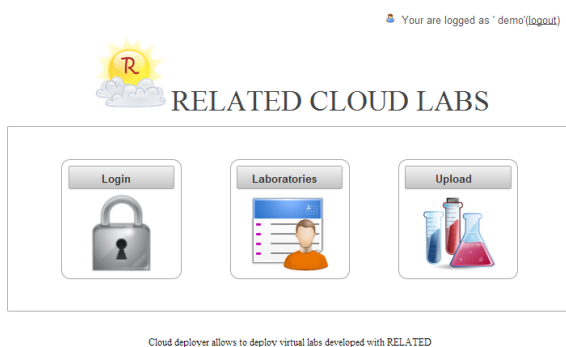 Your are logged as ' demo'(logout)
R
RELATED CLOUD LABS
Login
Laboratories
Upload
Cloud deployer allows to deploy virtual labs developed with RELATED